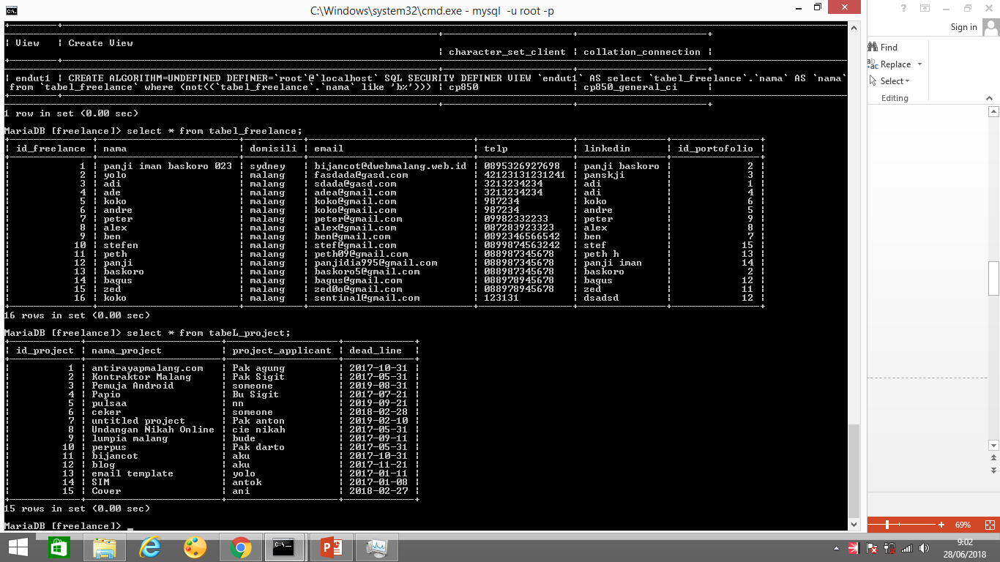 C:\Windows\system32\cmd.exe - mysql -u root -p
| View | Create View
| character_set_client | collation_connection |
| endut1 | CREATE ALGORITHM=UNDEFINED DEFINER=`root`@`localhost` SQL SECURITY DEFINER VIEW `endut1` AS select `tabel_freelance`.`nama` AS `nama`
from `tabel_freelance` where (not((`tabel_freelance`.`nama` like 'b%'))) | cp850 | cp850_general_ci |
1 row in set (0.00 sec)
MariaDB [freelance]> select * from tabel_freelance;
| id_freelance | nama | domisili | email | telp | linkedin | id_portofolio |
| 1 | panji iman baskoro 023 | sydney | bijancot@dwebmalang.web.id | 0895326927698 | panji baskoro | 2 |
| 2 | yolo | malang | fasdada@gasd.com | 42123131231241 | panskji | 3 |
| 3 | adi | malang | sdada@gasd.com | 3213234234 | adi | 1 |
| 4 | ade | malang | adea@gmail.com | 3213234234 | adi | 4 |
| 5 | koko | malang | koko@gmail.com | 987234 | koko | 6 |
| 6 | andre | malang | koko@gmail.com | 987234 | andre | 5 |
| 7 | peter | malang | peter@gmail.com | 09982332233 | peter | 9 |
| 8 | alex | malang | alex@gmail.com | 087283923323 | alex | 8 |
| 9 | ben | malang | ben@gmail.com | 0892346566542 | ben | 7 |
| 10 | stefen | malang | stef@gmail.com | 0899874563242 | stef | 15 |
| 11 | peth | malang | peth09@gmail.com | 088987345678 | peth h | 13 |
| 12 | panji | malang | panjidia995@gmail.com | 088987345678 | panji iman | 14 |
| 13 | baskoro | malang | baskoro5@gmail.com | 088987345678 | baskoro | 2 |
| 14 | bagus | malang | bagus@gmail.com | 088978945678 | bagus | 12 |
| 15 | zed | malang | zed0o@gmail.com | 088978945678 | zed | 11 |
| 16 | koko | malang | sentinal@gmail.com | 123131 | dsadsd | 12 |
16 rows in set (0.00 sec)
MariaDB [freelance]> select * from tabeL_project;
| id_project | nama_project | project_applicant | dead_line |
| 1 | antirayapmalang.com | Pak agung | 2017-10-31 |
| 2 | Kontraktor Malang | Pak Sigit | 2017-05-31 |
| 3 | Pemuja Android | someone | 2019-08-31 |
| 4 | Papio | Bu Sigit | 2017-07-21 |
| 5 | pulsaa | nn | 2019-09-21 |
| 6 | ceker | someone | 2018-02-28 |
| 7 | untitled project | Pak anton | 2019-02-10 |
| 8 | Undangan Nikah Online | cie nikah | 2017-05-31 |
| 9 | lumpia malang | bude | 2017-09-11 |
| 10 | perpus | Pak darto | 2017-05-31 |
| 11 | bijancot | aku | 2017-10-31 |
| 12 | blog | aku | 2017-11-21 |
| 13 | email template | yolo | 2017-01-11 |
| 14 | SIM | antok | 2017-01-08 |
| 15 | Cover | ani | 2018-02-27 |
15 rows in set (0.00 sec)
MariaDB [freelance]> _
Sign in
Find
Replace
Select
Editing
69%
9:02
28/06/2018